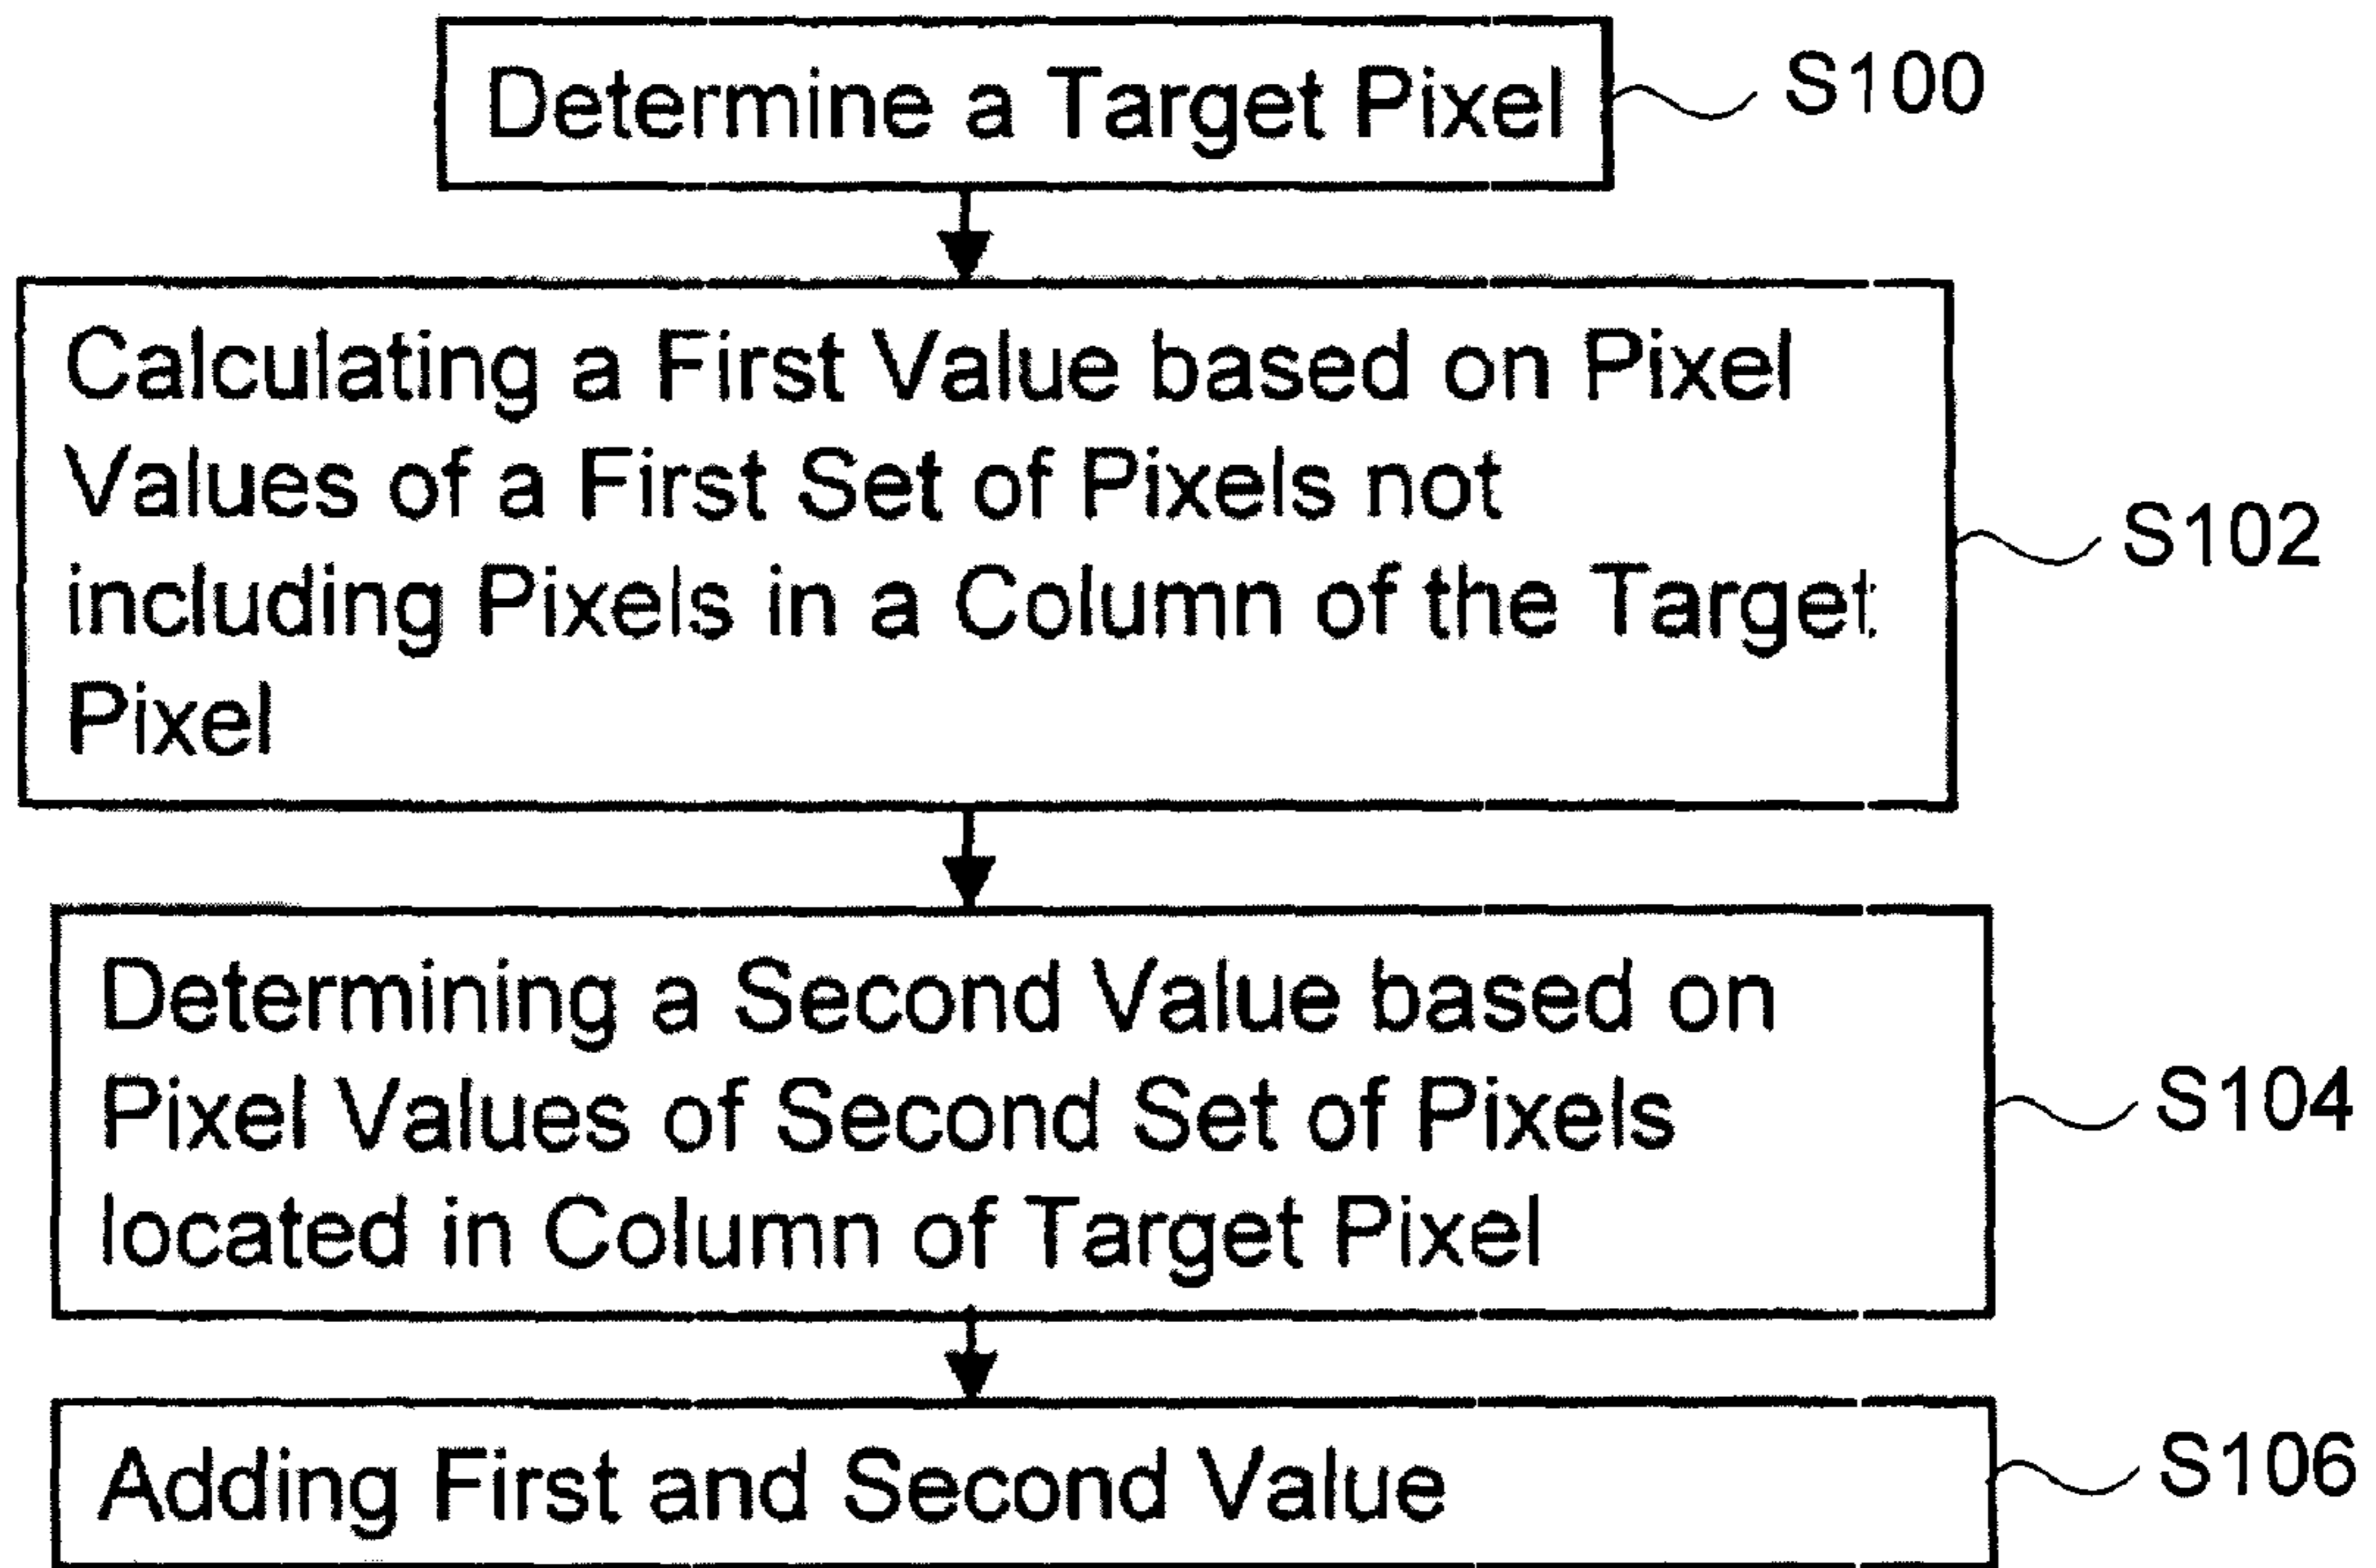 Determine a Target Pixel
S100
Calculating a First Value based on Pixel
Values of a First Set of Pixels not
including Pixels in a Column of the Target
Pixel
S102
Determining a Second Value based on
Pixel Values of Second Set of Pixels
located in Column of Target Pixel
S104
Adding First and Second Value
S106